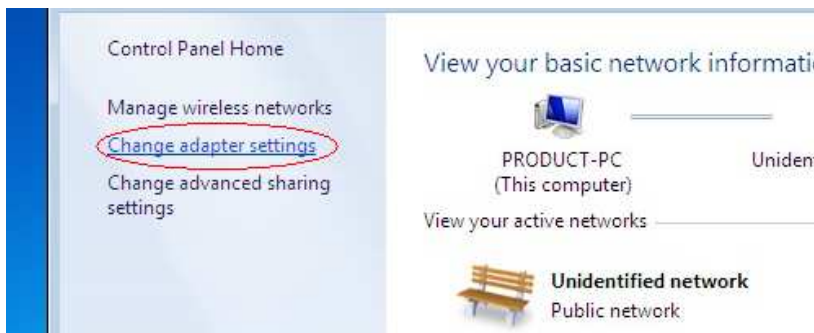 Control Panel Home
Manage wireless networks
Change adapter settings
Change advanced sharing
settings
View your basic network informati
PRODUCT-PC
(This computer)
Uniden
View your active networks
Unidentified network
Public network